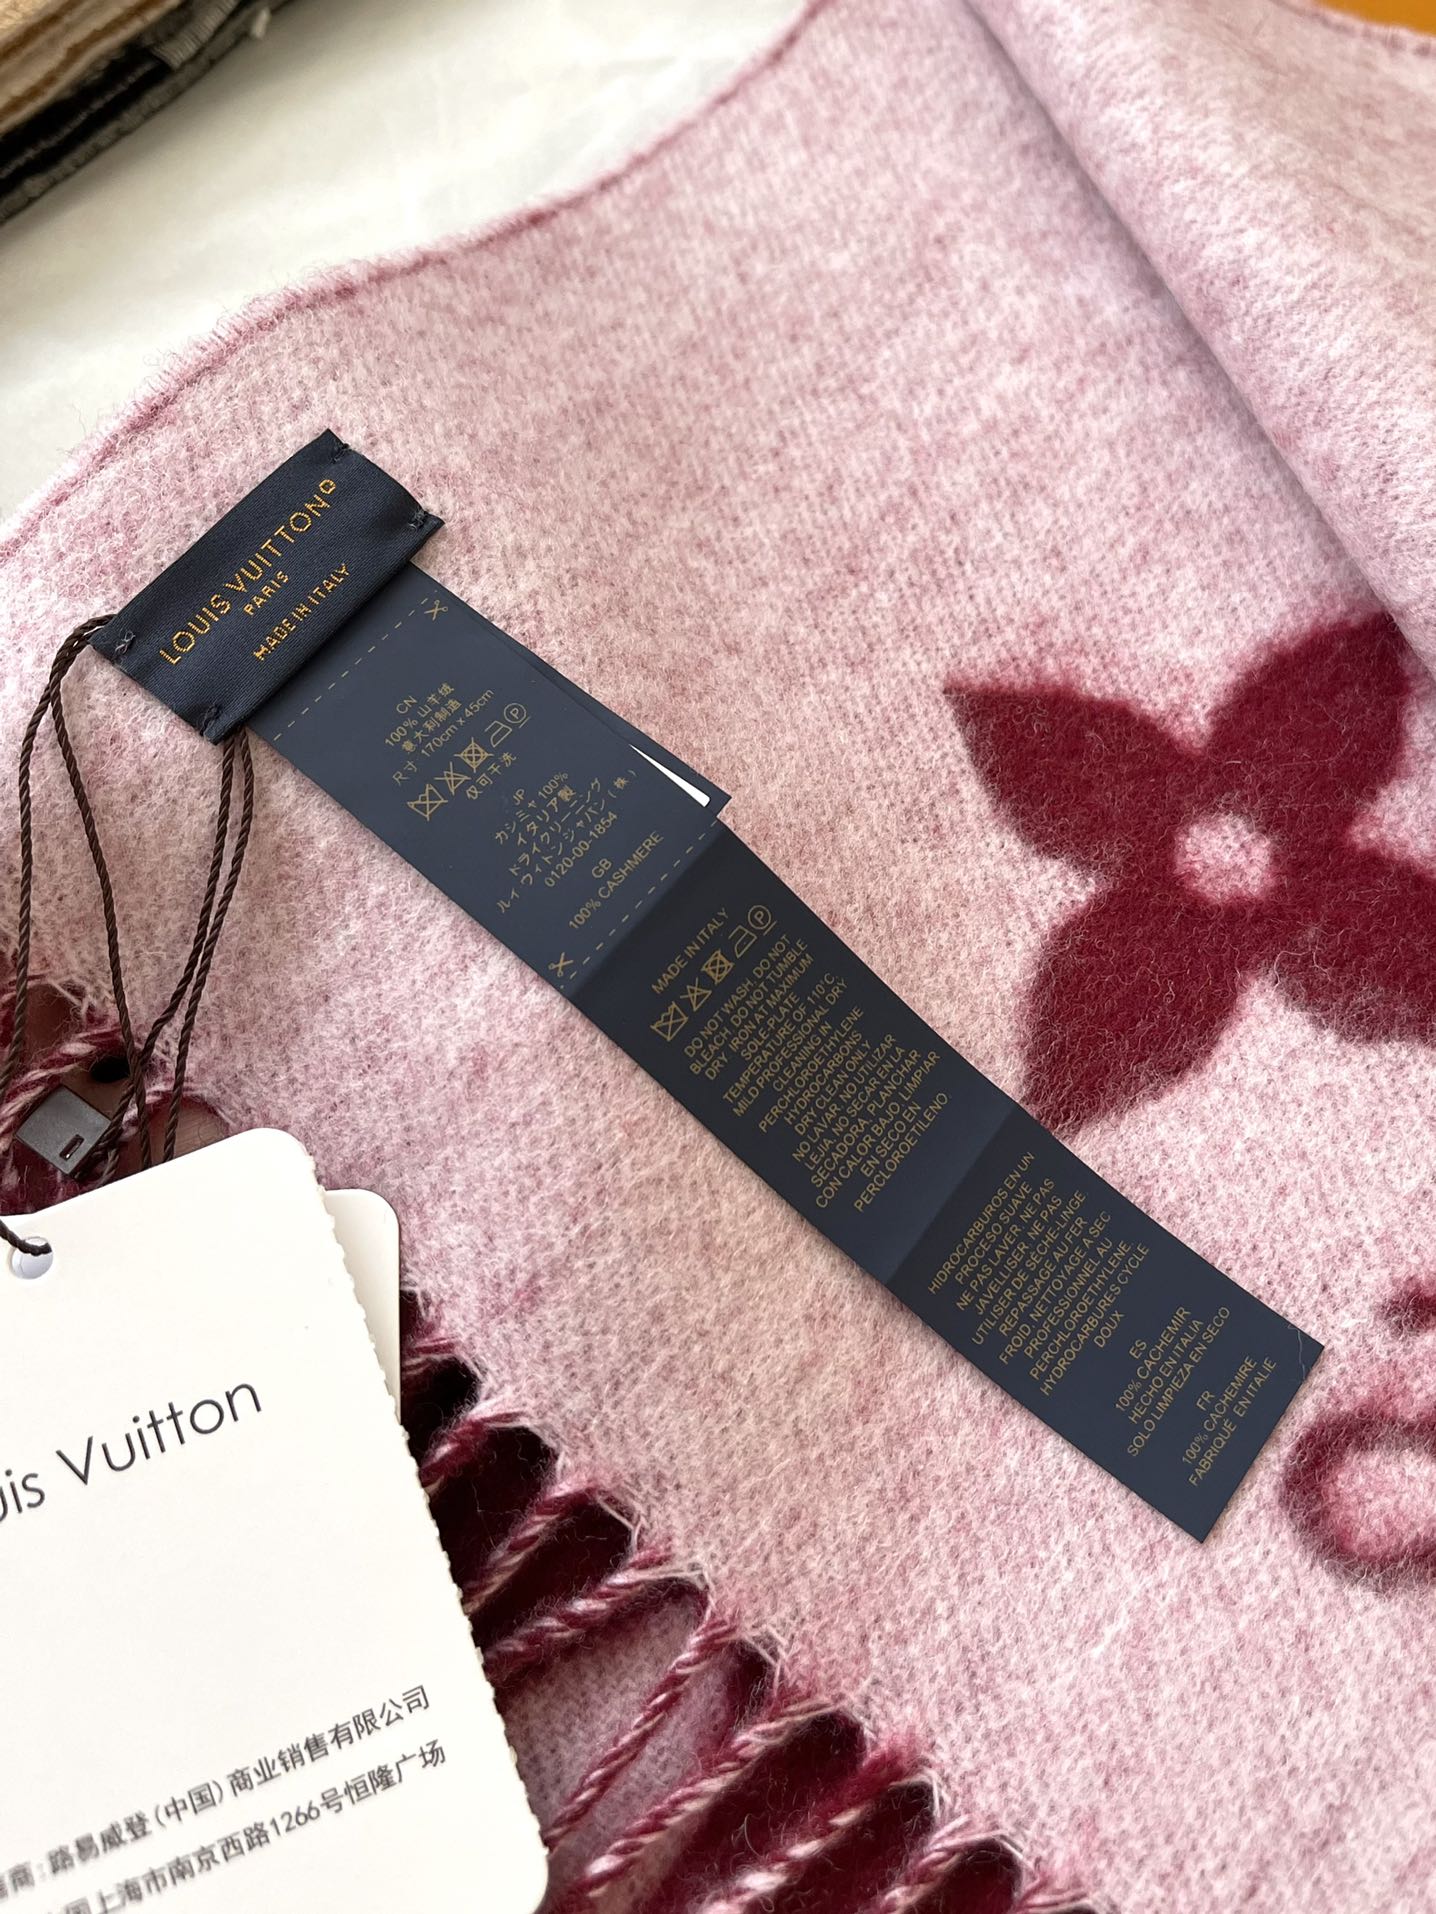 LOUIS VUITTON
PARIS
MADE IN ITALY
CN
100% 山羊绒
意大利制造
尺寸:170cm x 45cm
仅可干洗
JP
カシミヤ 100%
イタリア製
ドライクリーニング
ルイ ヴィトンジャパン(株)
0120-00-1854
GB
100% CASHMERE
MADE IN ITALY
DO NOT WASH. DO NOT
BLEACH. DO NOT TUMBLE
DRY. IRON AT MAXIMUM
SOLE-PLATE
TEMPERATURE OF 110°C.
MILD PROFESSIONAL DRY
CLEANING IN
PERCHLOROETHYLENE
HYDROCARBONS
DRY CLEAN ONLY
NO LAVAR. NO UTILIZAR
LEJIA. NO SECAR EN LA
SECADORA. PLANCHAR
CON CALOR BAJO. LIMPIAR
EN SECO EN
PERCLOROETILENO.
HIDROCARBUROS EN UN
PROCESO SUAVE
NE PAS LAVER. NE PAS
JAVELLISER. NE PAS
UTILISER DE SÈCHE-LINGE
REPASSAGE AU FER
FROID. NETTOYAGE A SEC
PROFESSIONNEL AU
PERCHLOROETHYLENE,
HYDROCARBURES CYCLE
DOUX
ES
100% CACHEMIR
HECHO EN ITALIA
SOLO LIMPIEZA EN SECO
FR
100% CACHEMIRE
FABRIQUÉ EN ITALIE
uis Vuitton
商:路易威登(中国)商业销售有限公司
国上海市南京西路1266号恒隆广场